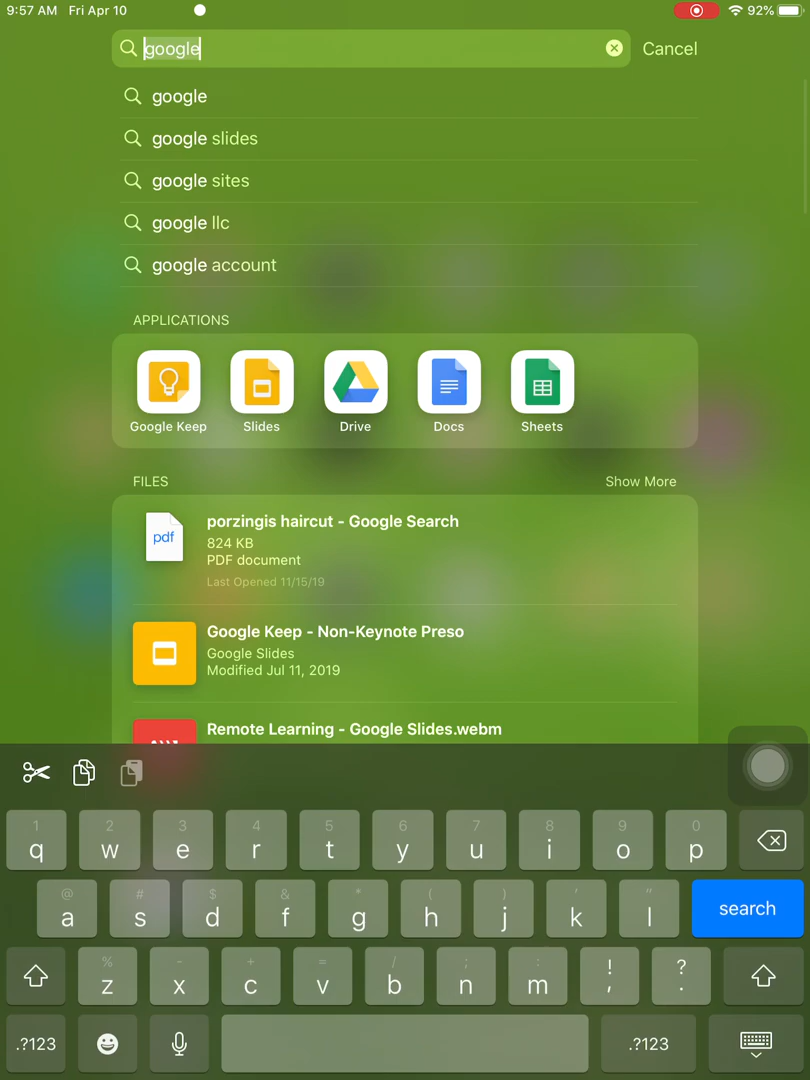 9:57 AM Fri Apr 10 92%
google Cancel
google
google slides
google sites
google llc
google account
APPLICATIONS
Google Keep Slides Drive Docs Sheets
FILES Show More
pdf
porzingis haircut - Google Search
824 KB
PDF document
Last Opened 11/15/19
Google Keep - Non-Keynote Preso
Google Slides
Modified Jul 11, 2019
Remote Learning - Google Slides.webm
1 2 3 4 5 6 7 8 9 0
q w e r t y u i o p
@ # $ & * ( ) ' "
a s d f g h j k l search
% - + = / ; : ! ?
z x c v b n m , .
.?123 .?123